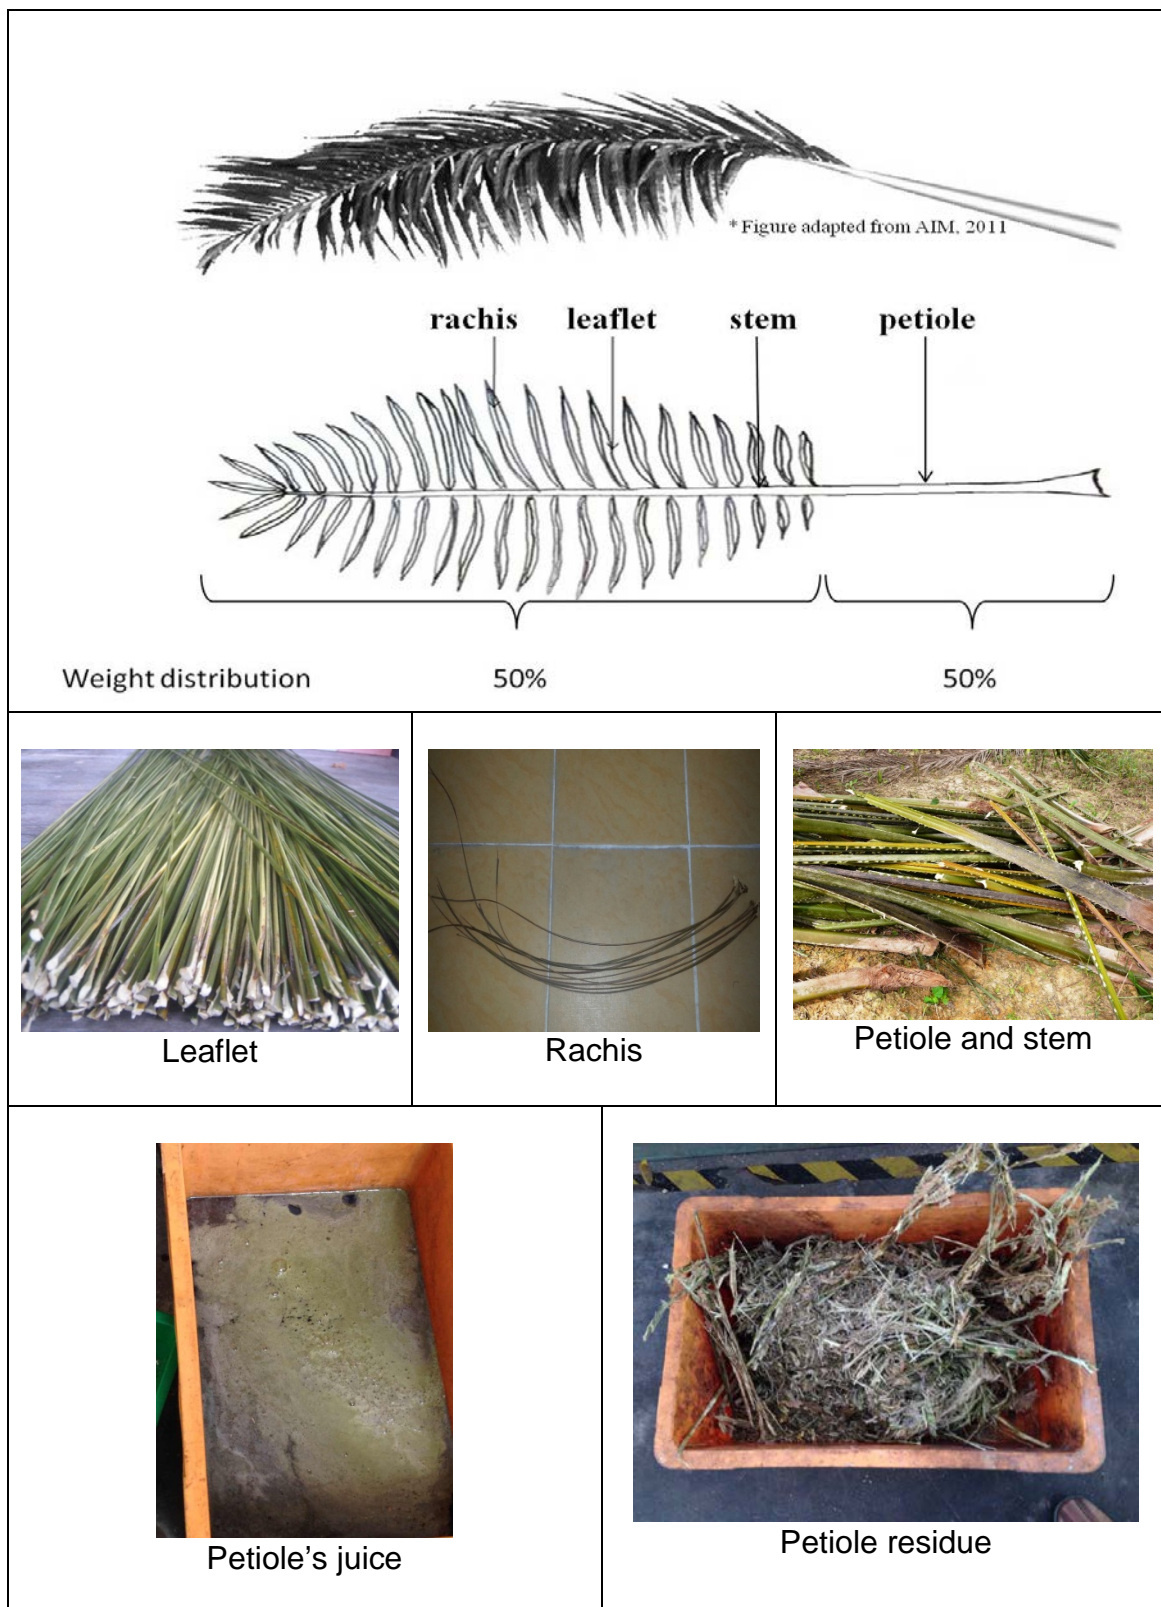 * Figure adapted from AIM, 2011
rachis leaflet stem petiole
Weight distribution 50% 50%
Leaflet
Rachis
Petiole and stem
Petiole’s juice
Petiole residue